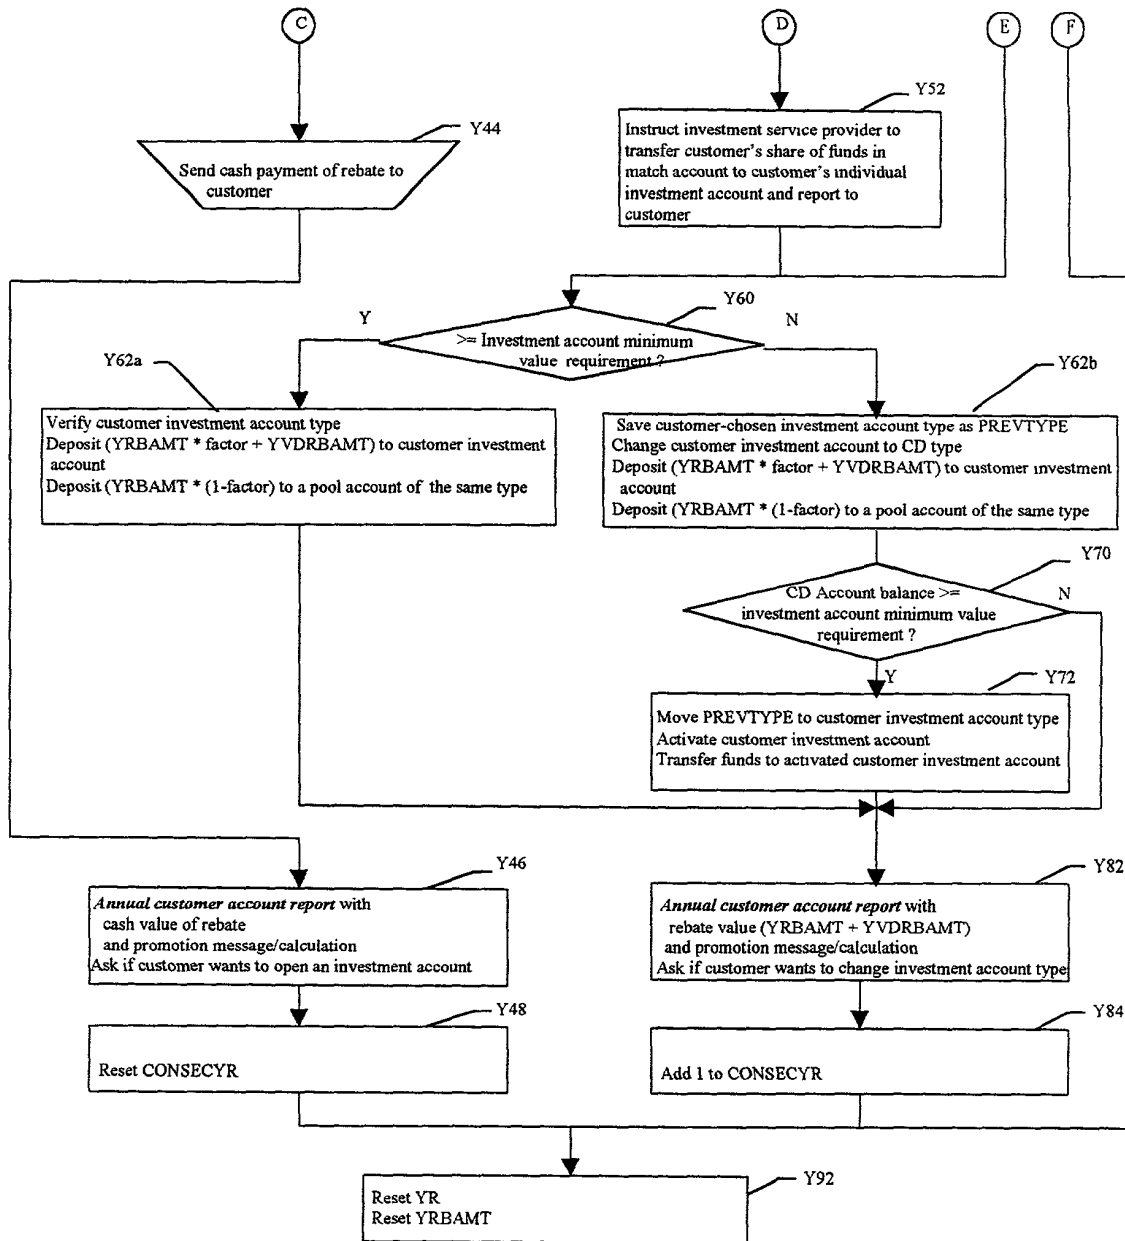 C
D
E
F
Y44
Send cash payment of rebate to
customer
Y52
Instruct investment service provider to
transfer customer's share of funds in
match account to customer's individual
investment account and report to
customer
Y60
Y
N
>= Investment account minimum
value requirement ?
Y62a
Verify customer investment account type
Deposit (YRBAMT * factor + YVDRBAMT) to customer investment
account
Deposit (YRBAMT * (1-factor) to a pool account of the same type
Y62b
Save customer-chosen investment account type as PREVTYPE
Change customer investment account to CD type
Deposit (YRBAMT * factor + YVDRBAMT) to customer investment
account
Deposit (YRBAMT * (1-factor) to a pool account of the same type
Y70
CD Account balance >=
investment account minimum value
requirement ?
N
Y
Y72
Move PREVTYPE to customer investment account type
Activate customer investment account
Transfer funds to activated customer investment account
Y46
Annual customer account report with
cash value of rebate
and promotion message/calculation
Ask if customer wants to open an investment account
Y82
Annual customer account report with
rebate value (YRBAMT + YVDRBAMT)
and promotion message/calculation
Ask if customer wants to change investment account type
Y48
Reset CONSECYR
Y84
Add 1 to CONSECYR
Y92
Reset YR
Reset YRBAMT